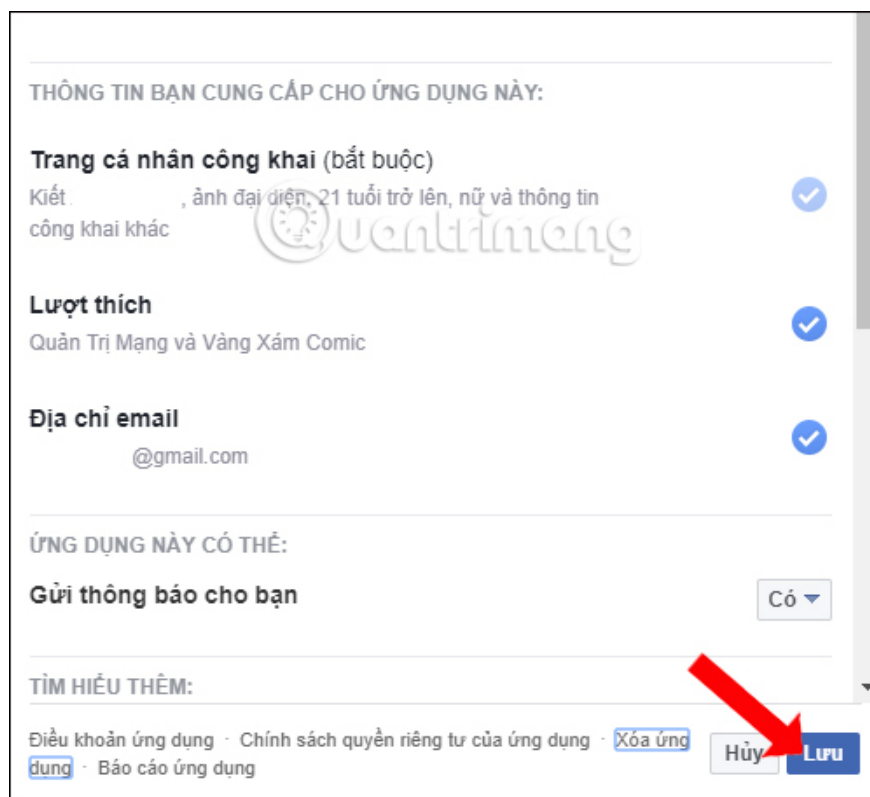 THÔNG TIN BẠN CUNG CẤP CHO ỨNG DỤNG NÀY:
Trang cá nhân công khai (bắt buộc)
Kiết , ảnh đại diện, 21 tuổi trở lên, nữ và thông tin
công khai khác
Quantrimang
Lượt thích
Quản Trị Mạng và Vàng Xám Comic
Địa chỉ email
@gmail.com
ỨNG DỤNG NÀY CÓ THỂ:
Gửi thông báo cho bạn
Có
TÌM HIỂU THÊM:
Điều khoản ứng dụng · Chính sách quyền riêng tư của ứng dụng · Xóa ứng
dụng · Báo cáo ứng dụng
Hủy
Lưu